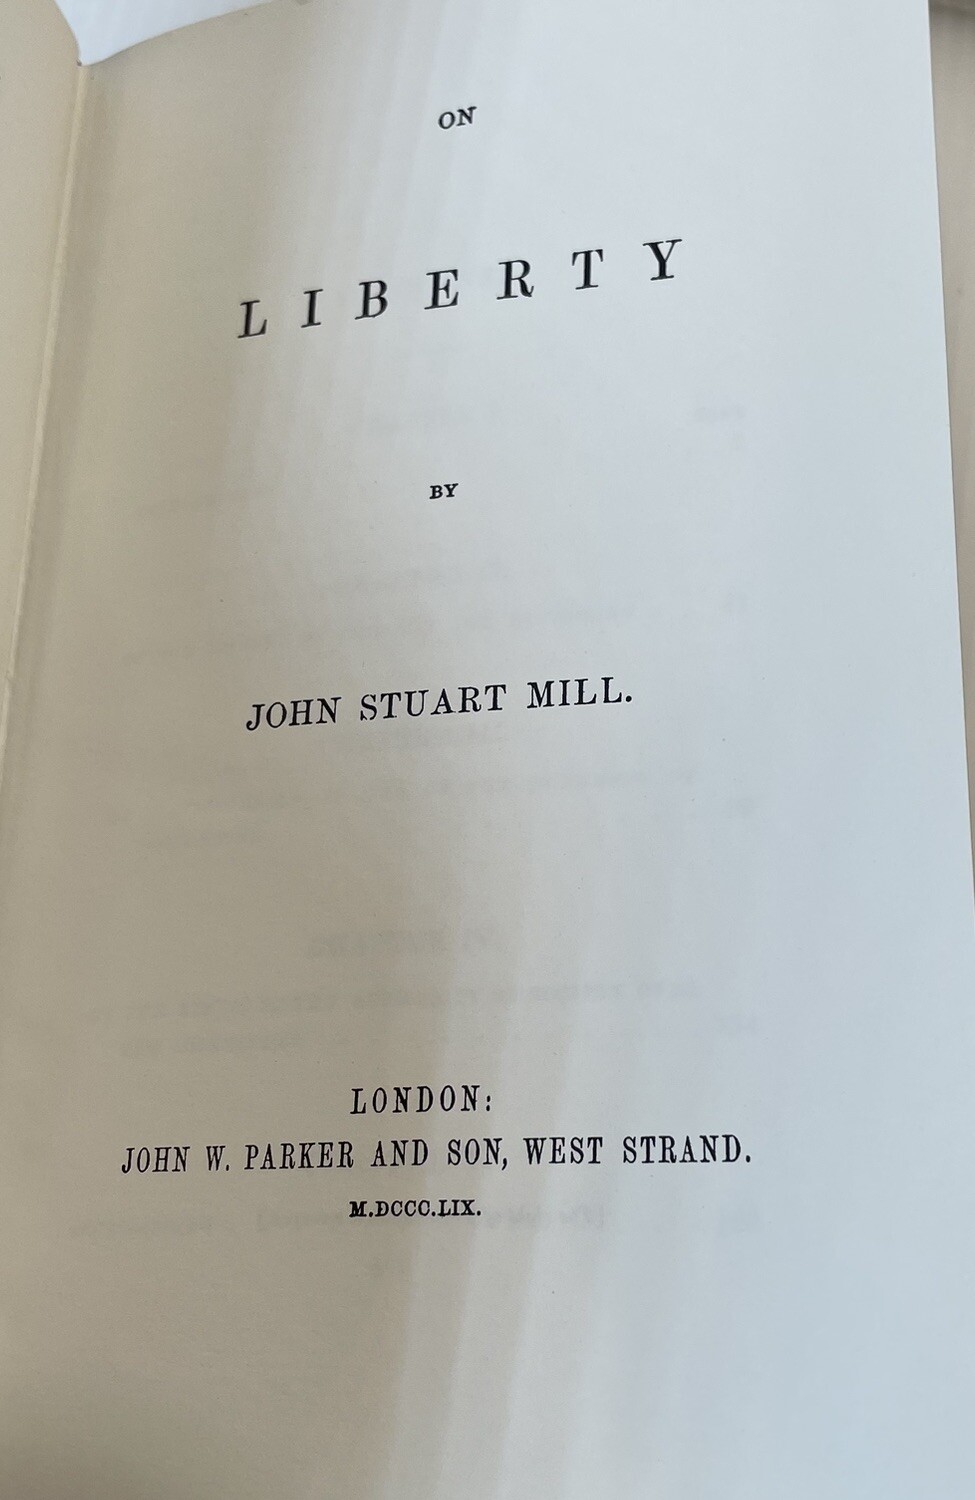 ON
LIBERTY
BY
JOHN STUART MILL.
LONDON:
JOHN W. PARKER AND SON, WEST STRAND.
M.DCCC.LIX.